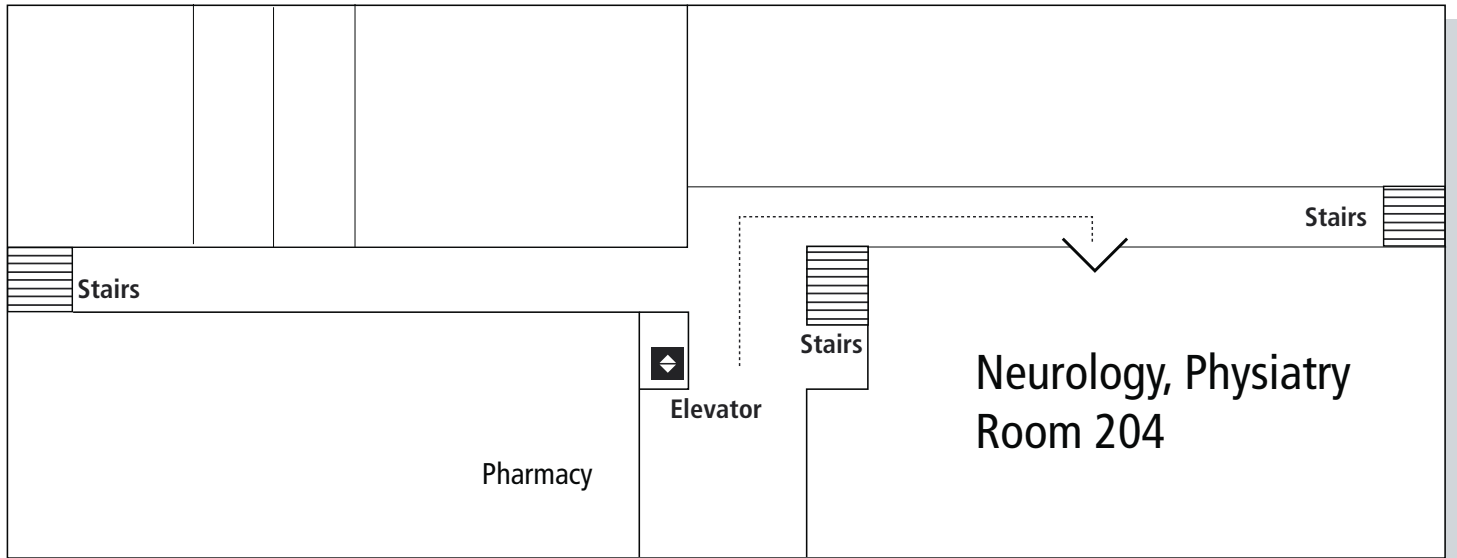 Stairs
Stairs
Stairs
Elevator
Neurology, Physiatry
Room 204
Pharmacy